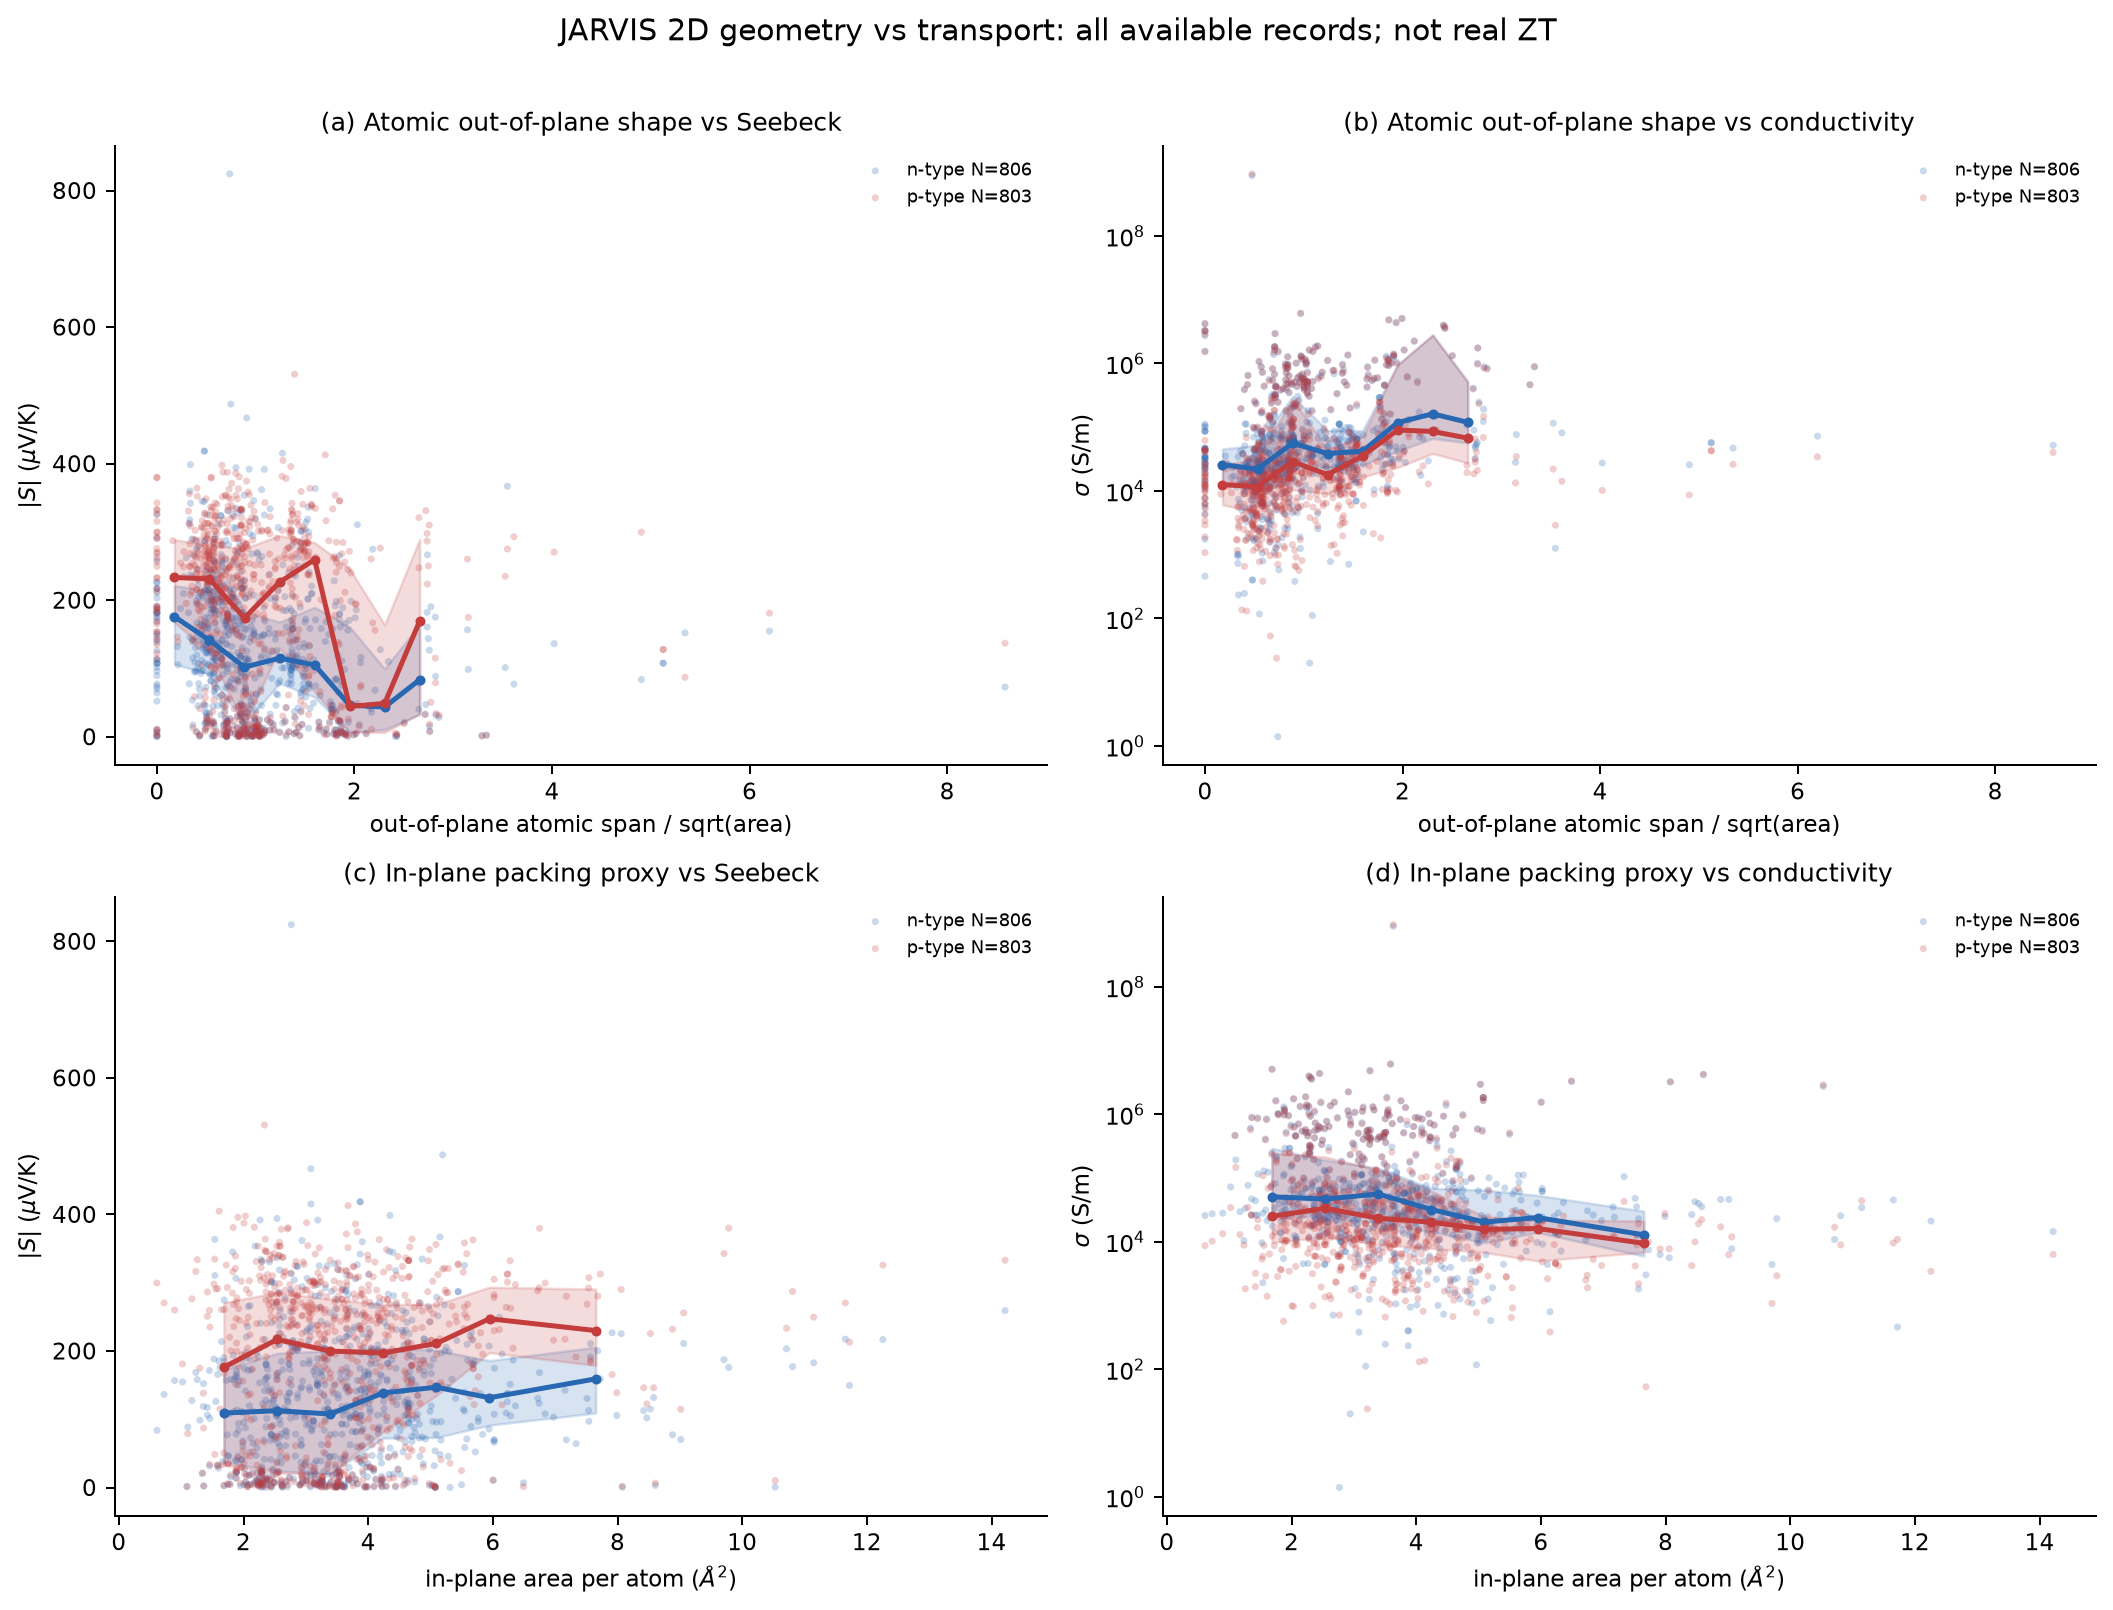 JARVIS 2D geometry vs transport: all available records; not real ZT
(a) Atomic out-of-plane shape vs Seebeck
n-type N=806
p-type N=803
|S| (μV/K)
800
600
400
200
0
0 2 4 6 8
out-of-plane atomic span / sqrt(area)
(b) Atomic out-of-plane shape vs conductivity
n-type N=806
p-type N=803
σ (S/m)
10⁸
10⁶
10⁴
10²
10⁰
0 2 4 6 8
out-of-plane atomic span / sqrt(area)
(c) In-plane packing proxy vs Seebeck
n-type N=806
p-type N=803
|S| (μV/K)
800
600
400
200
0
0 2 4 6 8 10 12 14
in-plane area per atom (Å²)
(d) In-plane packing proxy vs conductivity
n-type N=806
p-type N=803
σ (S/m)
10⁸
10⁶
10⁴
10²
10⁰
0 2 4 6 8 10 12 14
in-plane area per atom (Å²)